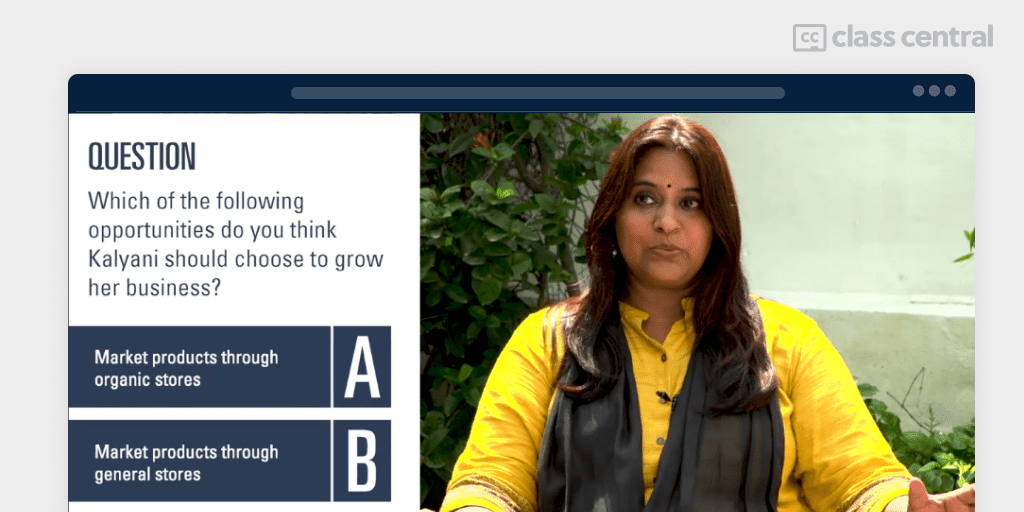 cc class central
QUESTION
Which of the following
opportunities do you think
Kalyani should choose to grow
her business?
Market products through
organic stores
A
Market products through
general stores
B